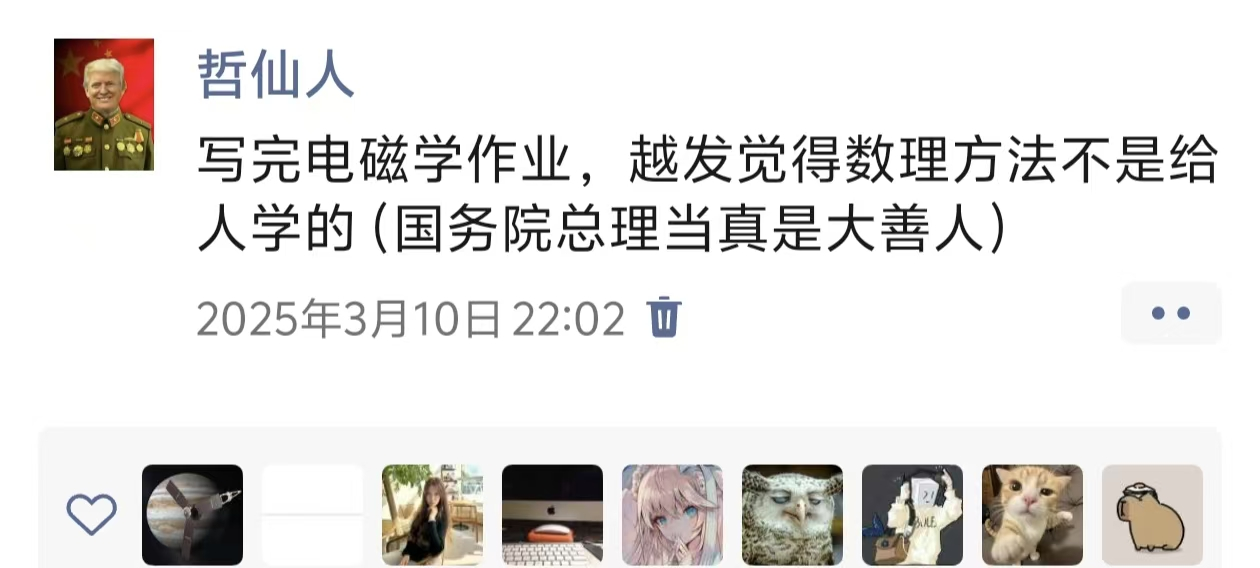 哲仙人
写完电磁学作业，越发觉得数理方法不是给
人学的（国务院总理当真是大善人）
2025年3月10日 22:02